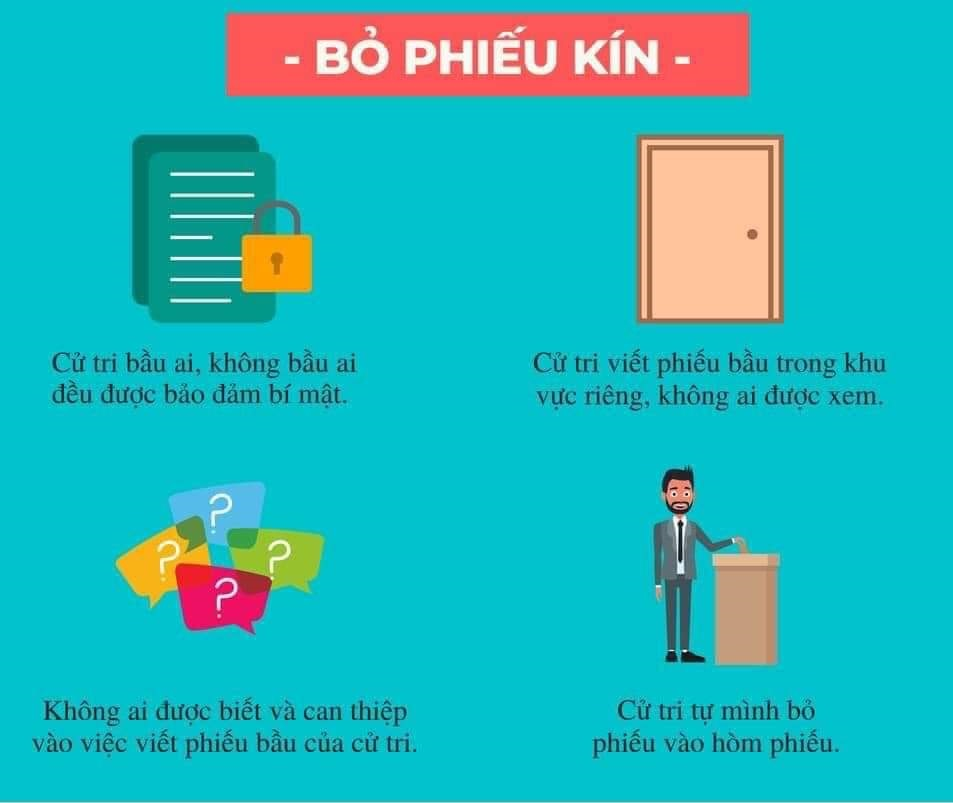 - BỎ PHIẾU KÍN -
Cử tri bầu ai, không bầu ai
đều được bảo đảm bí mật.
Cử tri viết phiếu bầu trong khu
vực riêng, không ai được xem.
?
?
?
?
Không ai được biết và can thiệp
vào việc viết phiếu bầu của cử tri.
Cử tri tự mình bỏ
phiếu vào hòm phiếu.